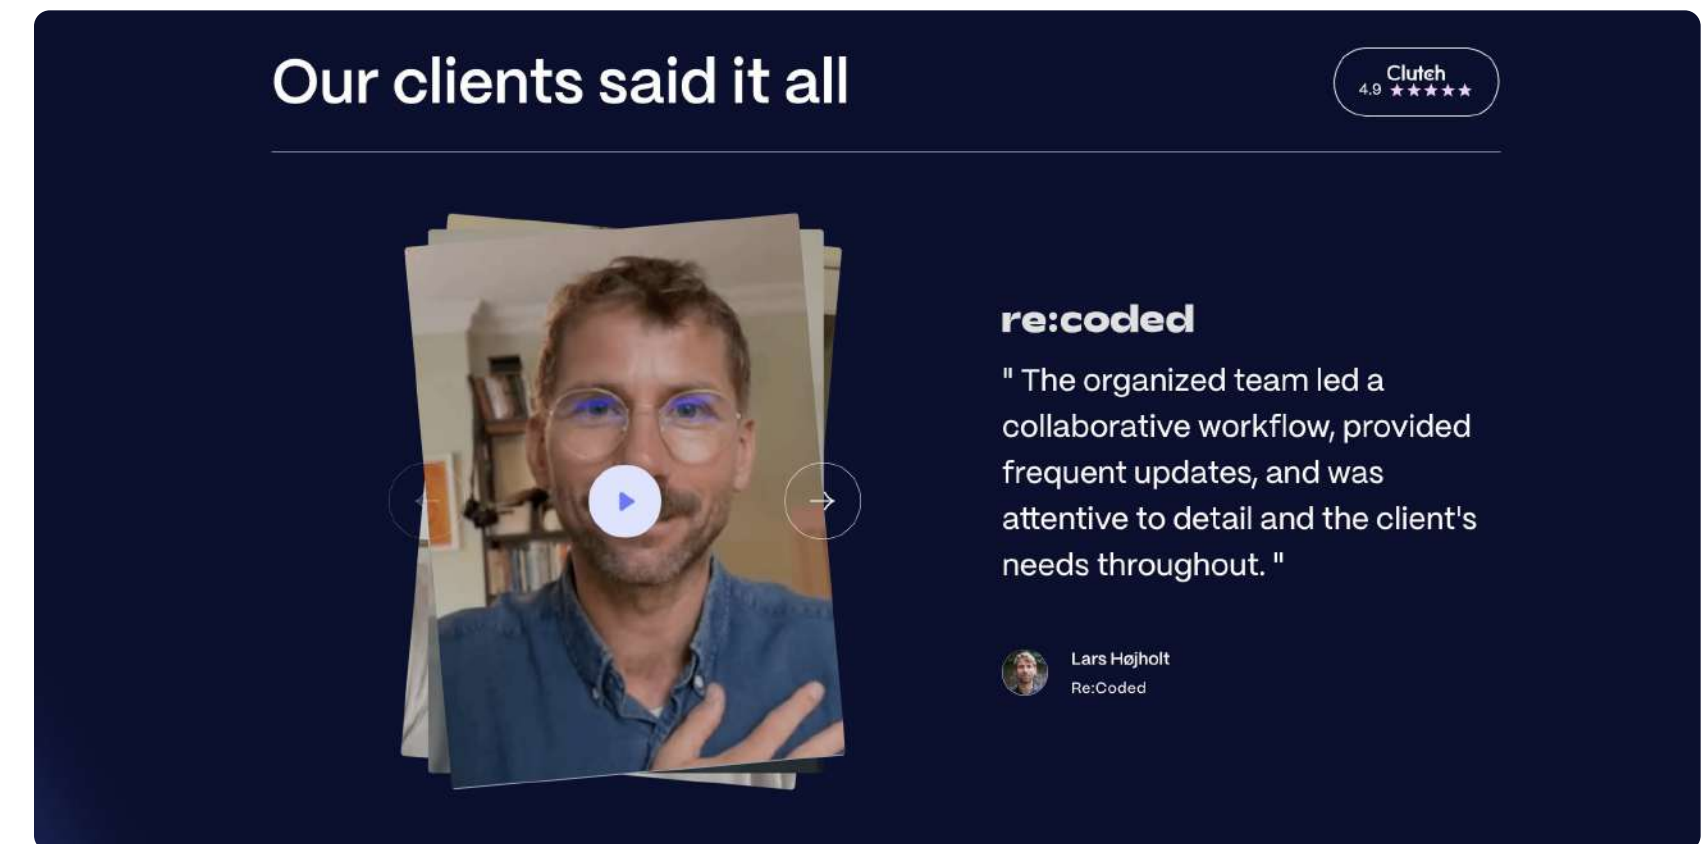 Our clients said it all
Clutch
4.9 ★★★★★
re:coded
" The organized team led a
collaborative workflow, provided
frequent updates, and was
attentive to detail and the client's
needs throughout. "
Lars Højholt
Re:Coded